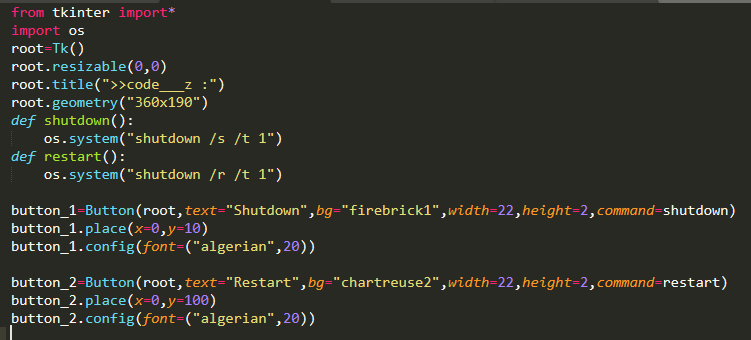 from tkinter import*
import os
root=Tk()
root.resizable(0,0)
root.title(">>code___z :")
root.geometry("360x190")
def shutdown():
    os.system("shutdown /s /t 1")
def restart():
    os.system("shutdown /r /t 1")

button_1=Button(root,text="Shutdown",bg="firebrick1",width=22,height=2,command=shutdown)
button_1.place(x=0,y=10)
button_1.config(font=("algerian",20))

button_2=Button(root,text="Restart",bg="chartreuse2",width=22,height=2,command=restart)
button_2.place(x=0,y=100)
button_2.config(font=("algerian",20))